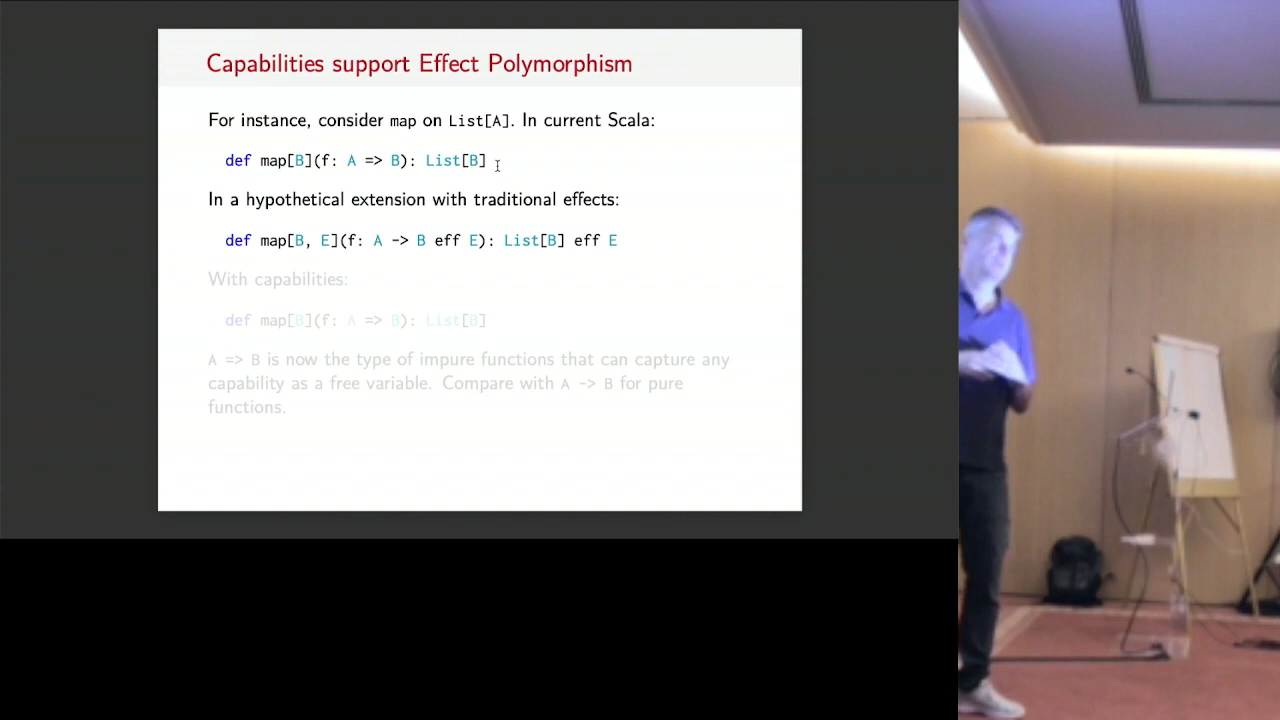 Capabilities support Effect Polymorphism
For instance, consider map on List[A]. In current Scala:
def map[B](f: A => B): List[B]
In a hypothetical extension with traditional effects:
def map[B, E](f: A -> B eff E): List[B] eff E
With capabilities:
def map[B](f: A => B): List[B]
A => B is now the type of impure functions that can capture any
capability as a free variable. Compare with A -> B for pure
functions.